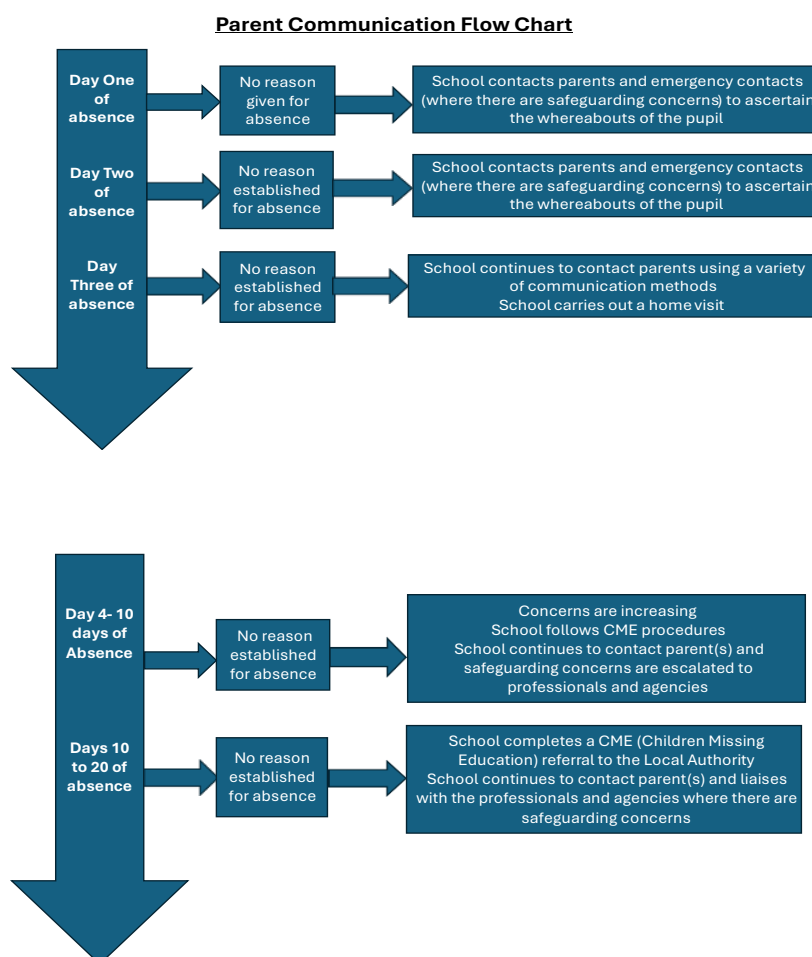 Parent Communication Flow Chart
Day One
of
absence
No reason
given for
absence
School contacts parents and emergency contacts
(where there are safeguarding concerns) to ascertain
the whereabouts of the pupil
Day Two
of
absence
No reason
established
for absence
School contacts parents and emergency contacts
(where there are safeguarding concerns) to ascertain
the whereabouts of the pupil
Day
Three of
absence
No reason
established
for absence
School continues to contact parents using a variety
of communication methods
School carries out a home visit
Day 4- 10
days of
Absence
No reason
established
for absence
Concerns are increasing
School follows CME procedures
School continues to contact parent(s) and
safeguarding concerns are escalated to
professionals and agencies
Days 10
to 20 of
absence
No reason
established
for absence
School completes a CME (Children Missing
Education) referral to the Local Authority
School continues to contact parent(s) and liaises
with the professionals and agencies where there are
safeguarding concerns